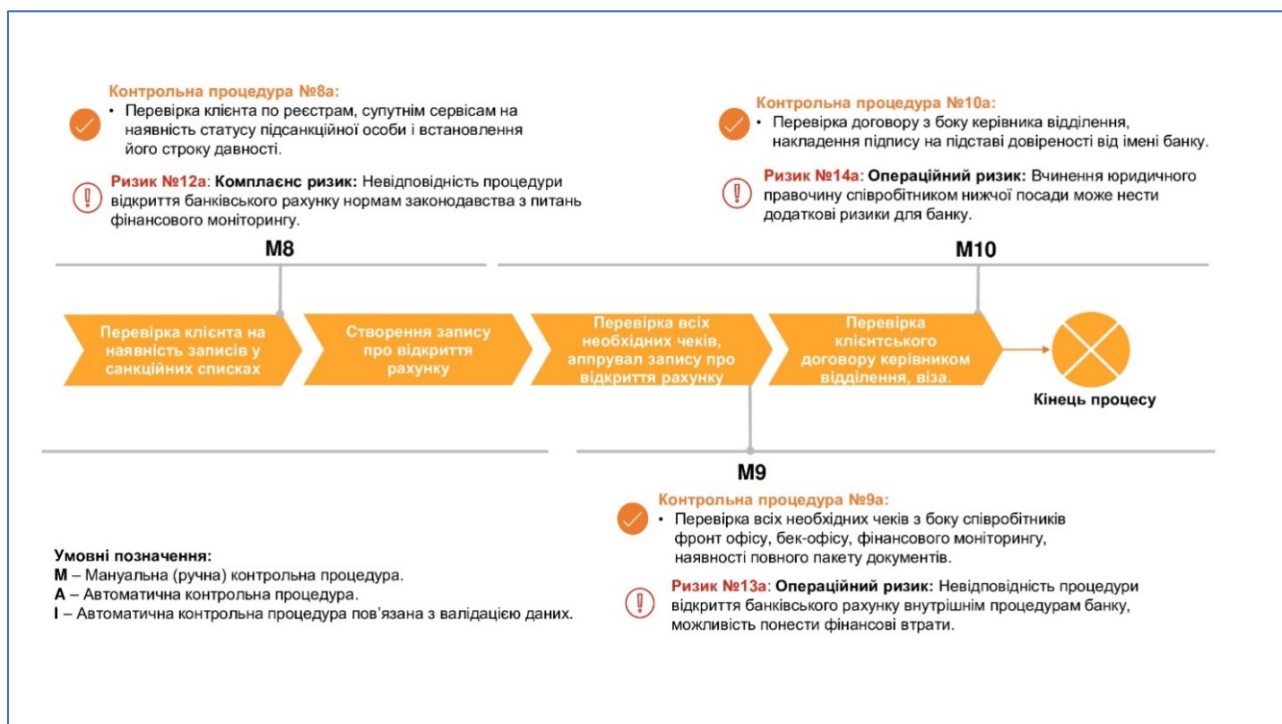 Контрольна процедура №8а:
• Перевірка клієнта по реєстрам, супутнім сервісам на
наявність статусу підсанкційної особи і встановлення
його строку давності.
Ризик №12а: Комплаєнс ризик: Невідповідність процедури
відкриття банківського рахунку нормам законодавства з питань
фінансового моніторингу.
M8
Контрольна процедура №10а:
• Перевірка договору з боку керівника відділення,
накладення підпису на підставі довіреності від імені банку.
Ризик №14а: Операційний ризик: Вчинення юридичного
правочину співробітником нижчої посади може нести
додаткові ризики для банку.
M10
Перевірка клієнта на
наявність записів у
санкційних списках
Створення запису
про відкриття
рахунку
Перевірка всіх
необхідних чеків,
аппрувал запису про
відкриття рахунку
Перевірка
клієнтського
договору керівником
відділення, віза.
Кінець процесу
M9
Контрольна процедура №9а:
• Перевірка всіх необхідних чеків з боку співробітників
фронт офісу, бек-офісу, фінансового моніторингу,
наявності повного пакету документів.
Ризик №13а: Операційний ризик: Невідповідність процедури
відкриття банківського рахунку внутрішнім процедурам банку,
можливість понести фінансові втрати.
Умовні позначення:
М – Мануальна (ручна) контрольна процедура.
А – Автоматична контрольна процедура.
І – Автоматична контрольна процедура пов’язана з валідацією даних.